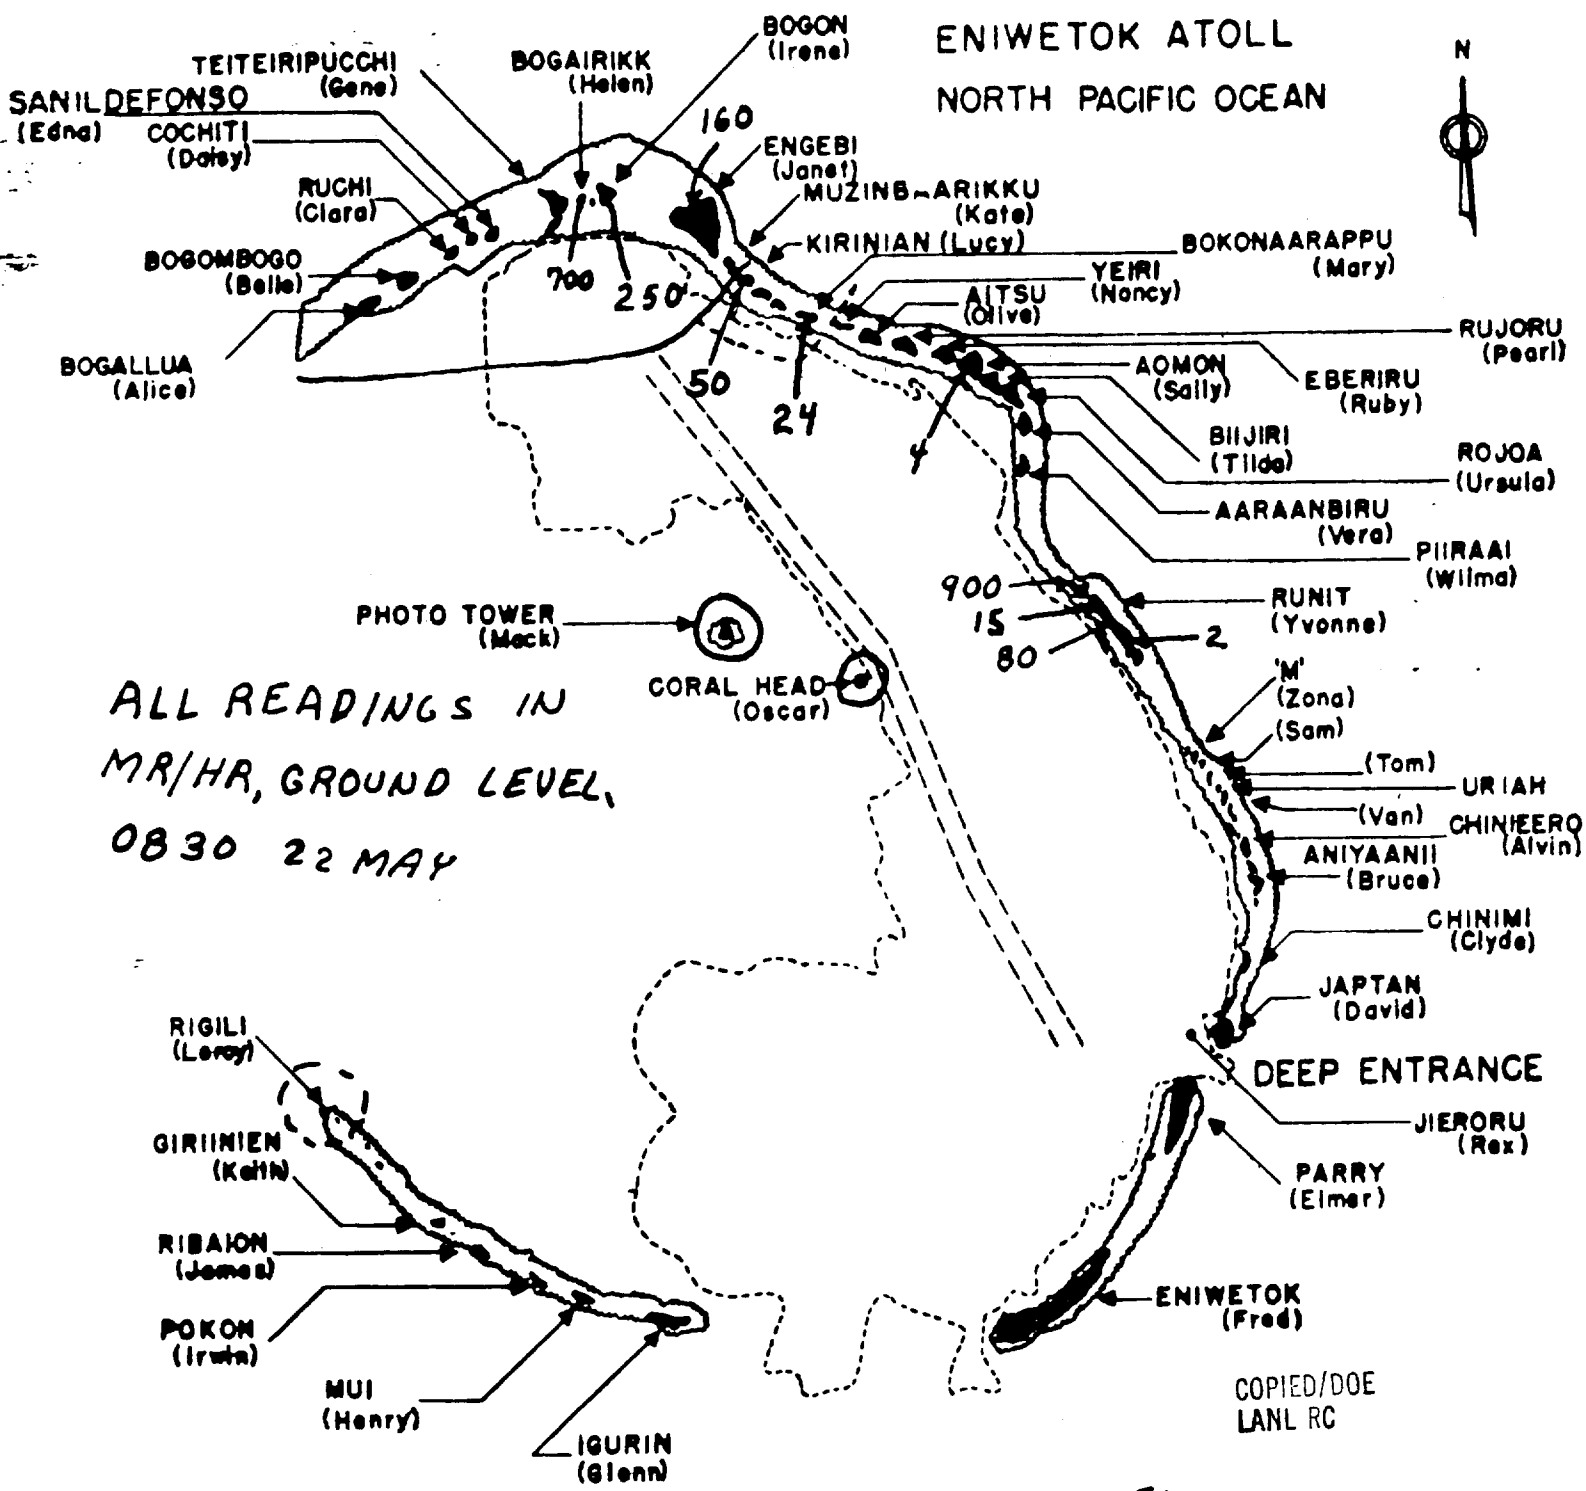 ENIWETOK ATOLL
NORTH PACIFIC OCEAN
N
BOGON
(Irene)
BOGAIRIKK
(Helen)
TEITEIRIPUCCHI
(Gene)
SANILDEFONSO
(Edna)
COCHITI
(Daisy)
RUCHI
(Clara)
BOGOMBOGO
(Belle)
BOGALLUA
(Alice)
160
ENGEBI
(Janet)
ARIKKU
(Kate)
KIRINIAN (Lucy)
BOKONAARAPPU
(Mary)
YEIRI
(Nancy)
AITSU
(Olive)
RUJORU
(Pearl)
EBERIRU
(Ruby)
AOMON
(Sally)
BIIJIRI
(Tilda)
ROJOA
(Ursula)
AARAANBIRU
(Vera)
PIIRAAI
(Wilma)
700
250
50
24
4
900
15
80
2
RUNIT
(Yvonne)
PHOTO TOWER
(Mack)
CORAL HEAD
(Oscar)
ALL READINGS IN
MR/HR, GROUND LEVEL,
0830 22 MAY
'M'
(Zona)
(Sam)
(Tom)
URIAH
(Van)
CHINIEERO
(Alvin)
ANIYAANII
(Bruce)
CHINIMI
(Clyde)
JAPTAN
(David)
DEEP ENTRANCE
JIERORU
(Rex)
PARRY
(Elmer)
ENIWETOK
(Fred)
RIGILI
(Leroy)
GIRIINIEN
(Keith)
RIBAION
(James)
POKON
(Irwin)
MUI
(Henry)
IGURIN
(Glenn)
COPIED/DOE
LANL RC